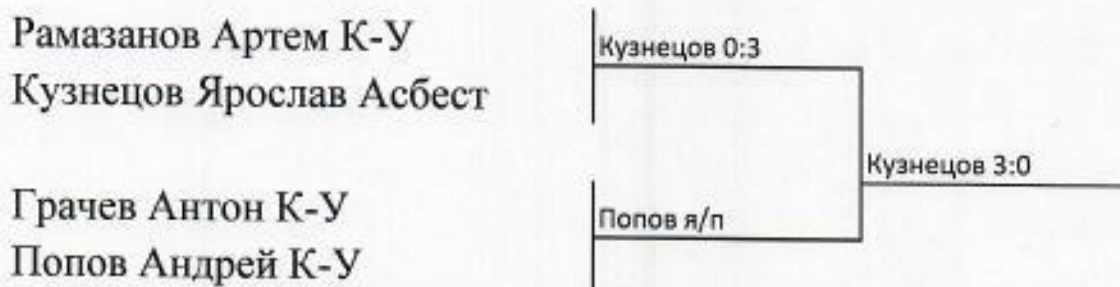 Рамазанов Артем К-У
Кузнецов 0:3
Кузнецов Ярослав Асбест
Кузнецов 3:0
Грачев Антон К-У
Попов я/п
Попов Андрей К-У